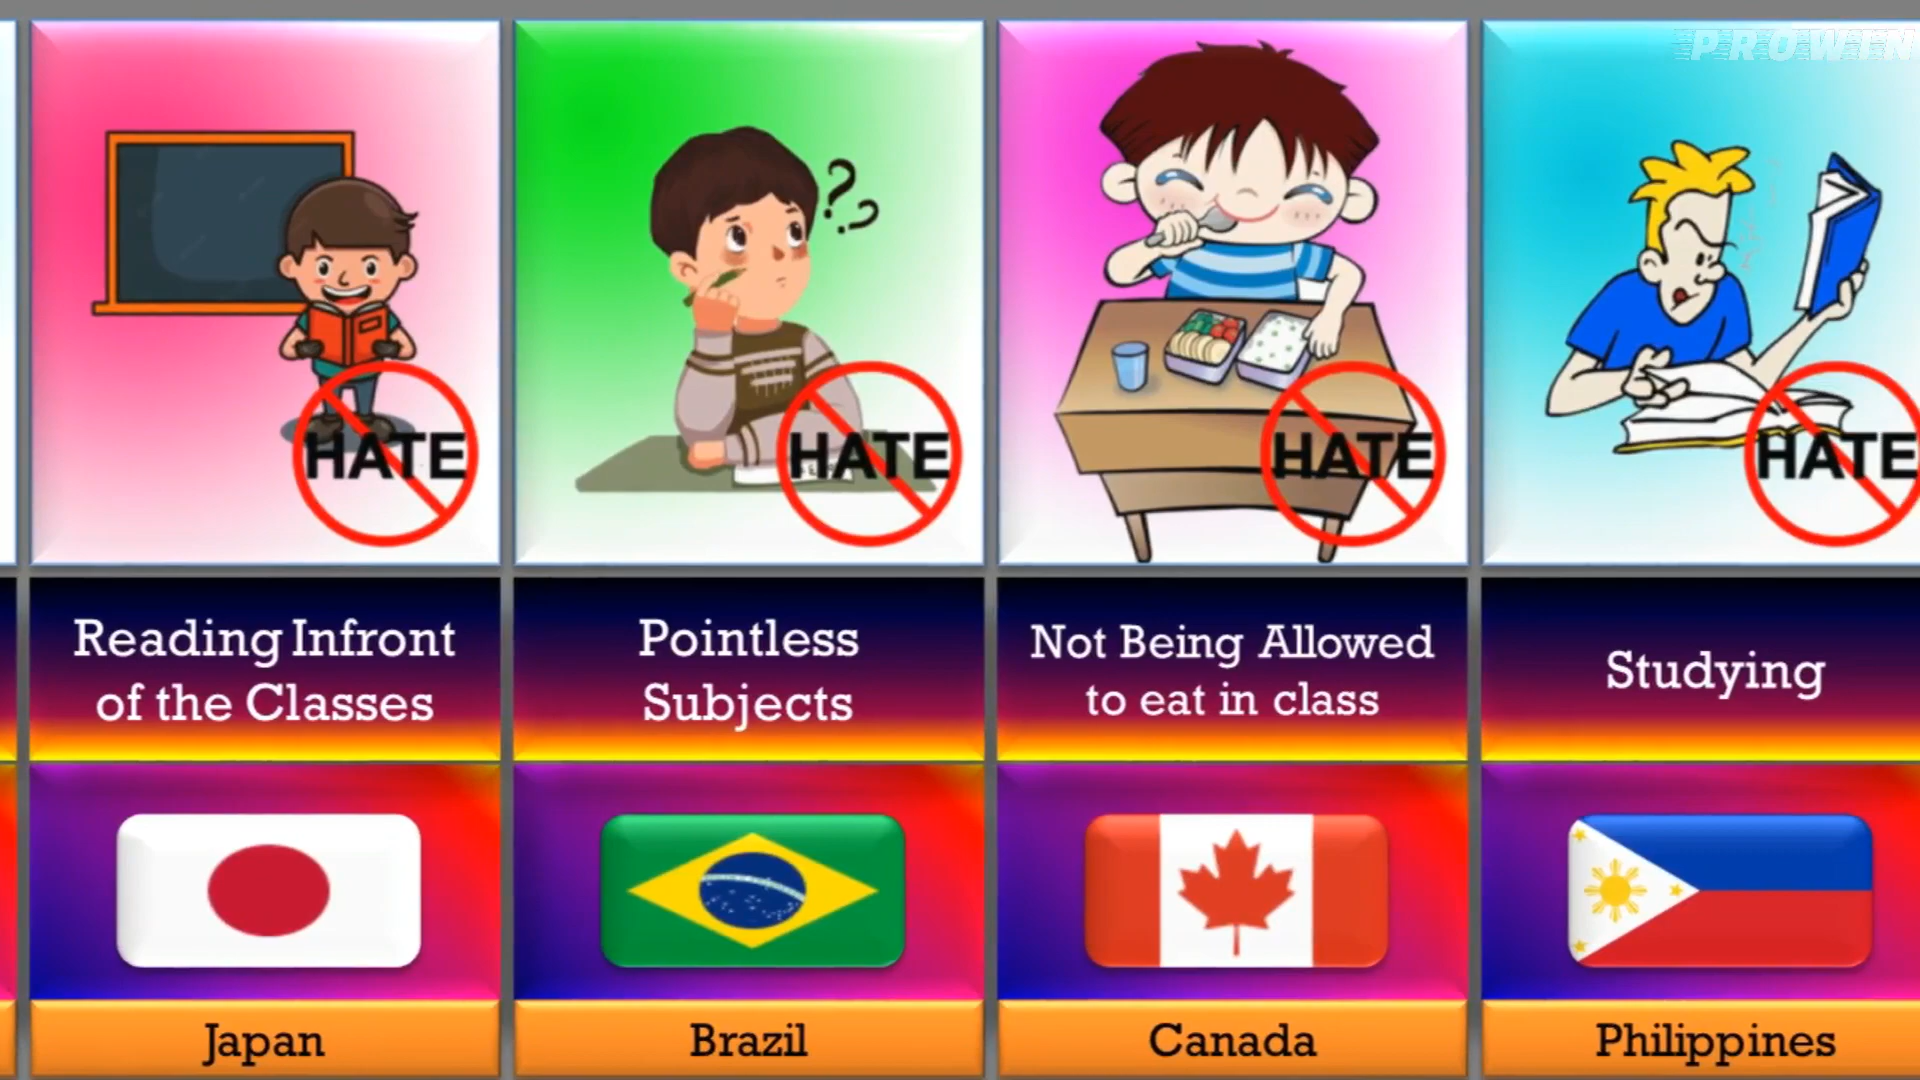 PROWIN
??
HATE
HATE
HATE
HATE
Reading Infront
of the Classes
Pointless
Subjects
Not Being Allowed
to eat in class
Studying
Japan
Brazil
Canada
Philippines